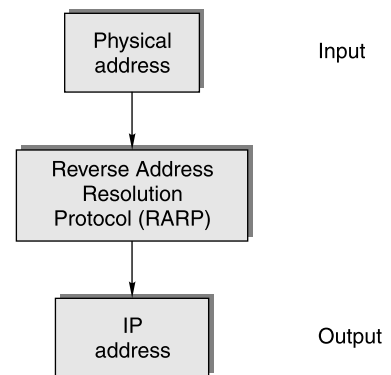 Physical
address
Input
Reverse Address
Resolution
Protocol (RARP)
IP
address
Output